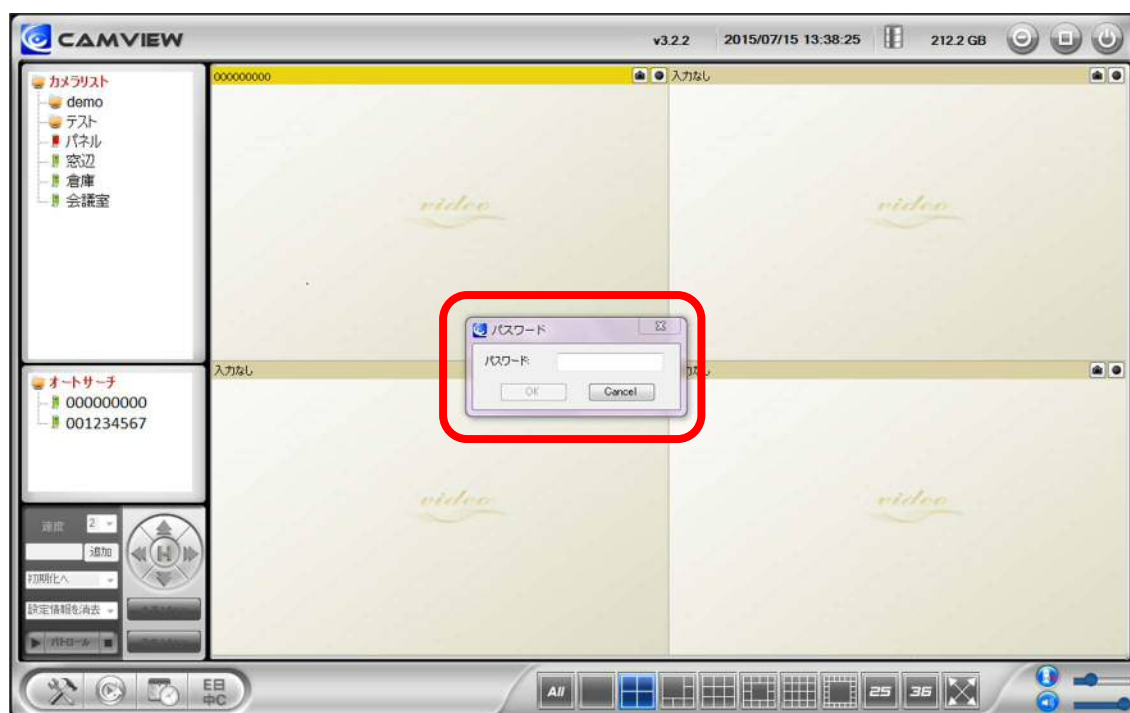 CAMVIEW
v3.2.2 2015/07/15 13:38:25 212.2 GB
カメラリスト
demo
テスト
パネル
窓辺
倉庫
会議室
000000000
入力なし
video
video
パスワード
パスワード:
OK Cancel
オートサーチ
000000000
001234567
入力なし
video
video
速度 2
追加
初期化へ
設定情報を消去
パトロール
H
E日
中C
All
25 36